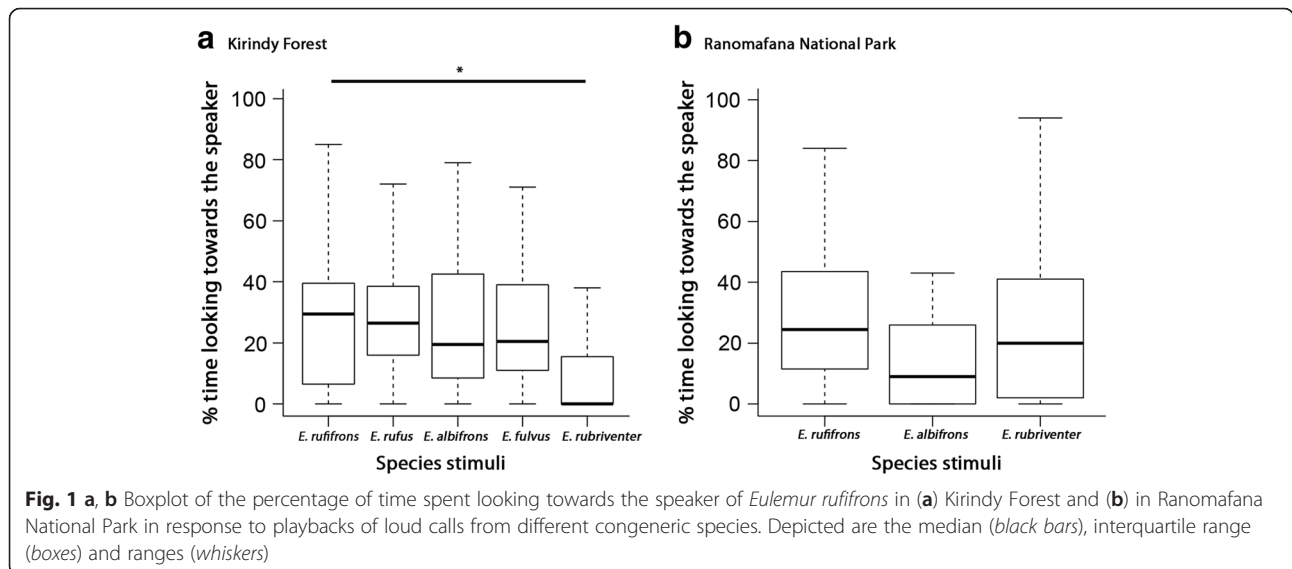 a Kirindy Forest
*
% time looking towards the speaker
100
80
60
40
20
0
E. rufifrons E. rufus E. albifrons E. fulvus E. rubriventer
Species stimuli
b Ranomafana National Park
% time looking towards the speaker
100
80
60
40
20
0
E. rufifrons E. albifrons E. rubriventer
Species stimuli
Fig. 1 a, b Boxplot of the percentage of time spent looking towards the speaker of Eulemur rufifrons in (a) Kirindy Forest and (b) in Ranomafana
National Park in response to playbacks of loud calls from different congeneric species. Depicted are the median (black bars), interquartile range
(boxes) and ranges (whiskers)